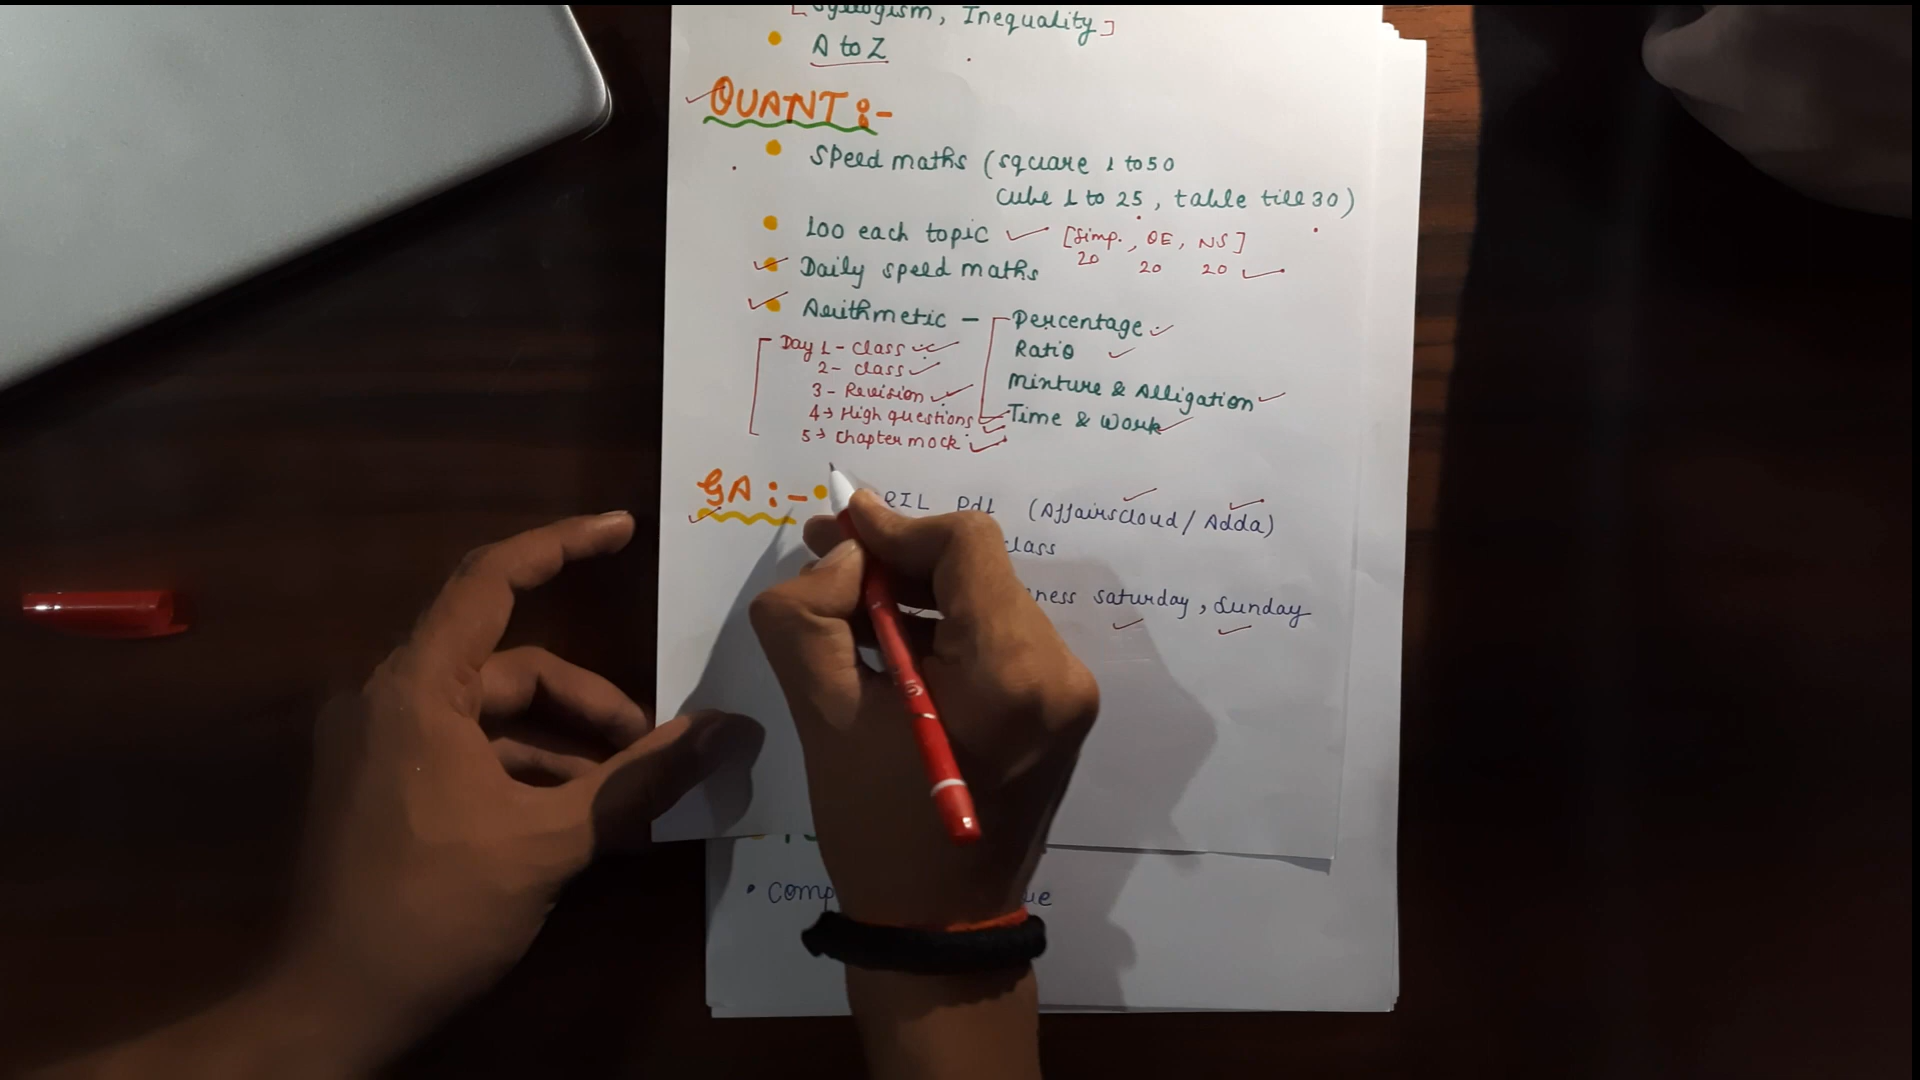 [Syllogism, Inequality]
A to Z
QUANT :-
Speed maths (square 1 to 50
cube 1 to 25, table till 30)
100 each topic [Simp., QE, NS]
20 20 20
Daily speed maths
Arithmetic - Percentage
Ratio
Mixture & Alligation
Time & Work
Day 1 - class
2 - class
3 - Revision
4 → High questions
5 → Chapter mock
GA :- RIL Pdf (Affairscloud / Adda)
class
ness saturday, Sunday
• comp ue